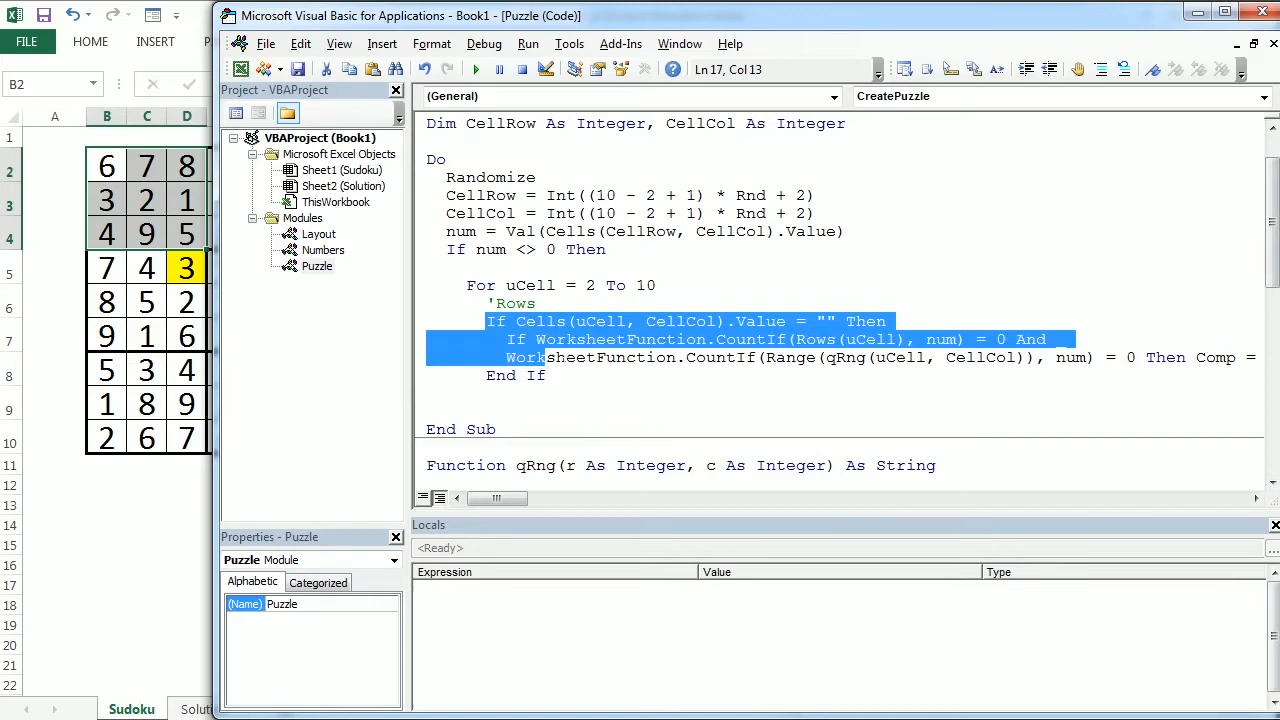 Microsoft Visual Basic for Applications - Book1 - [Puzzle (Code)]
FILE HOME INSERT
File Edit View Insert Format Debug Run Tools Add-Ins Window Help
B2
Ln 17, Col 13
Project - VBAProject
(General) CreatePuzzle
VBAProject (Book1)
Microsoft Excel Objects
Sheet1 (Sudoku)
Sheet2 (Solution)
ThisWorkbook
Modules
Layout
Numbers
Puzzle
A B C D
1
2 6 7 8
3 3 2 1
4 4 9 5
5 7 4 3
6 8 5 2
7 9 1 6
8 5 3 4
9 1 8 9
10 2 6 7
11
12
13
14
15
16
17
18
19
20
21
22
Dim CellRow As Integer, CellCol As Integer
Do
Randomize
CellRow = Int((10 - 2 + 1) * Rnd + 2)
CellCol = Int((10 - 2 + 1) * Rnd + 2)
num = Val(Cells(CellRow, CellCol).Value)
If num <> 0 Then
For uCell = 2 To 10
'Rows
If Cells(uCell, CellCol).Value = "" Then
If WorksheetFunction.CountIf(Rows(uCell), num) = 0 And _
WorksheetFunction.CountIf(Range(qRng(uCell, CellCol)), num) = 0 Then Comp =
End If
End Sub
Function qRng(r As Integer, c As Integer) As String
Properties - Puzzle
Puzzle Module
Alphabetic Categorized
(Name) Puzzle
Locals
<Ready>
Expression Value Type
Sudoku